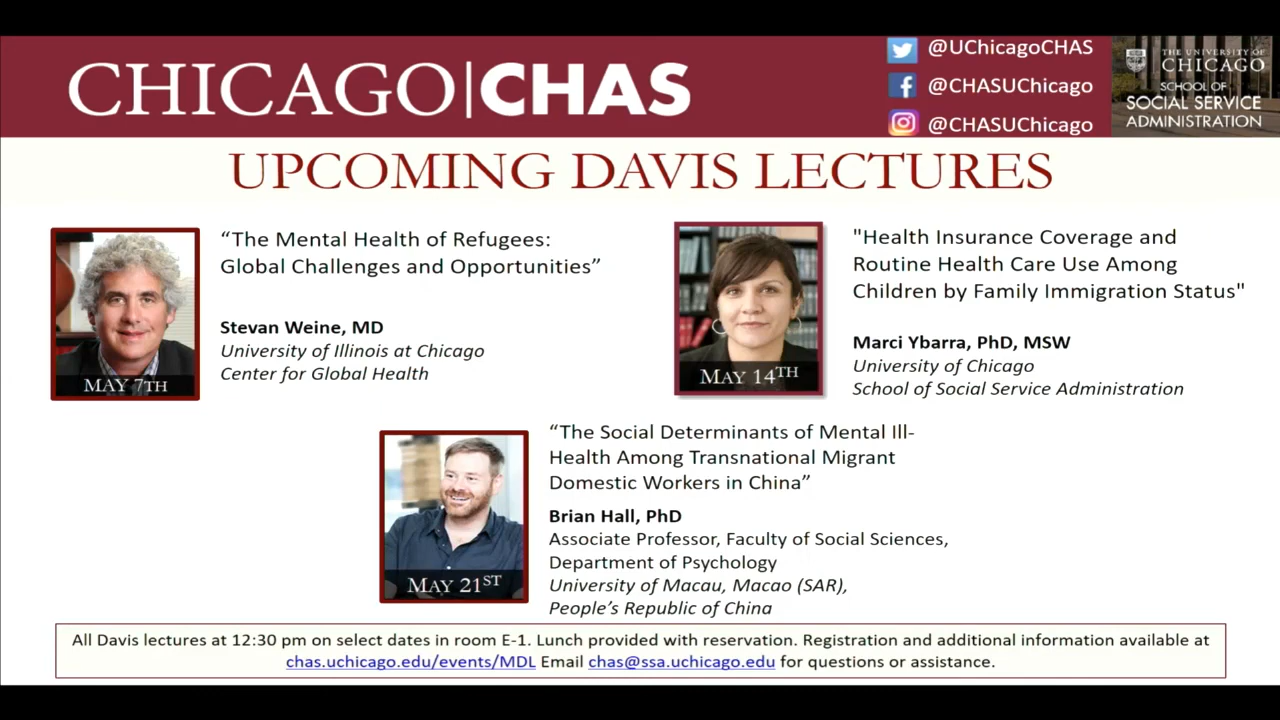 CHICAGO|CHAS
@UChicagoCHAS
@CHASUChicago
@CHASUChicago
THE UNIVERSITY OF
CHICAGO
SCHOOL OF
SOCIAL SERVICE
ADMINISTRATION
UPCOMING DAVIS LECTURES
MAY 7TH
“The Mental Health of Refugees:
Global Challenges and Opportunities”
Stevan Weine, MD
University of Illinois at Chicago
Center for Global Health
MAY 14TH
"Health Insurance Coverage and
Routine Health Care Use Among
Children by Family Immigration Status"
Marci Ybarra, PhD, MSW
University of Chicago
School of Social Service Administration
MAY 21ST
“The Social Determinants of Mental Ill-
Health Among Transnational Migrant
Domestic Workers in China”
Brian Hall, PhD
Associate Professor, Faculty of Social Sciences,
Department of Psychology
University of Macau, Macao (SAR),
People’s Republic of China
All Davis lectures at 12:30 pm on select dates in room E-1. Lunch provided with reservation. Registration and additional information available at
chas.uchicago.edu/events/MDL Email chas@ssa.uchicago.edu for questions or assistance.